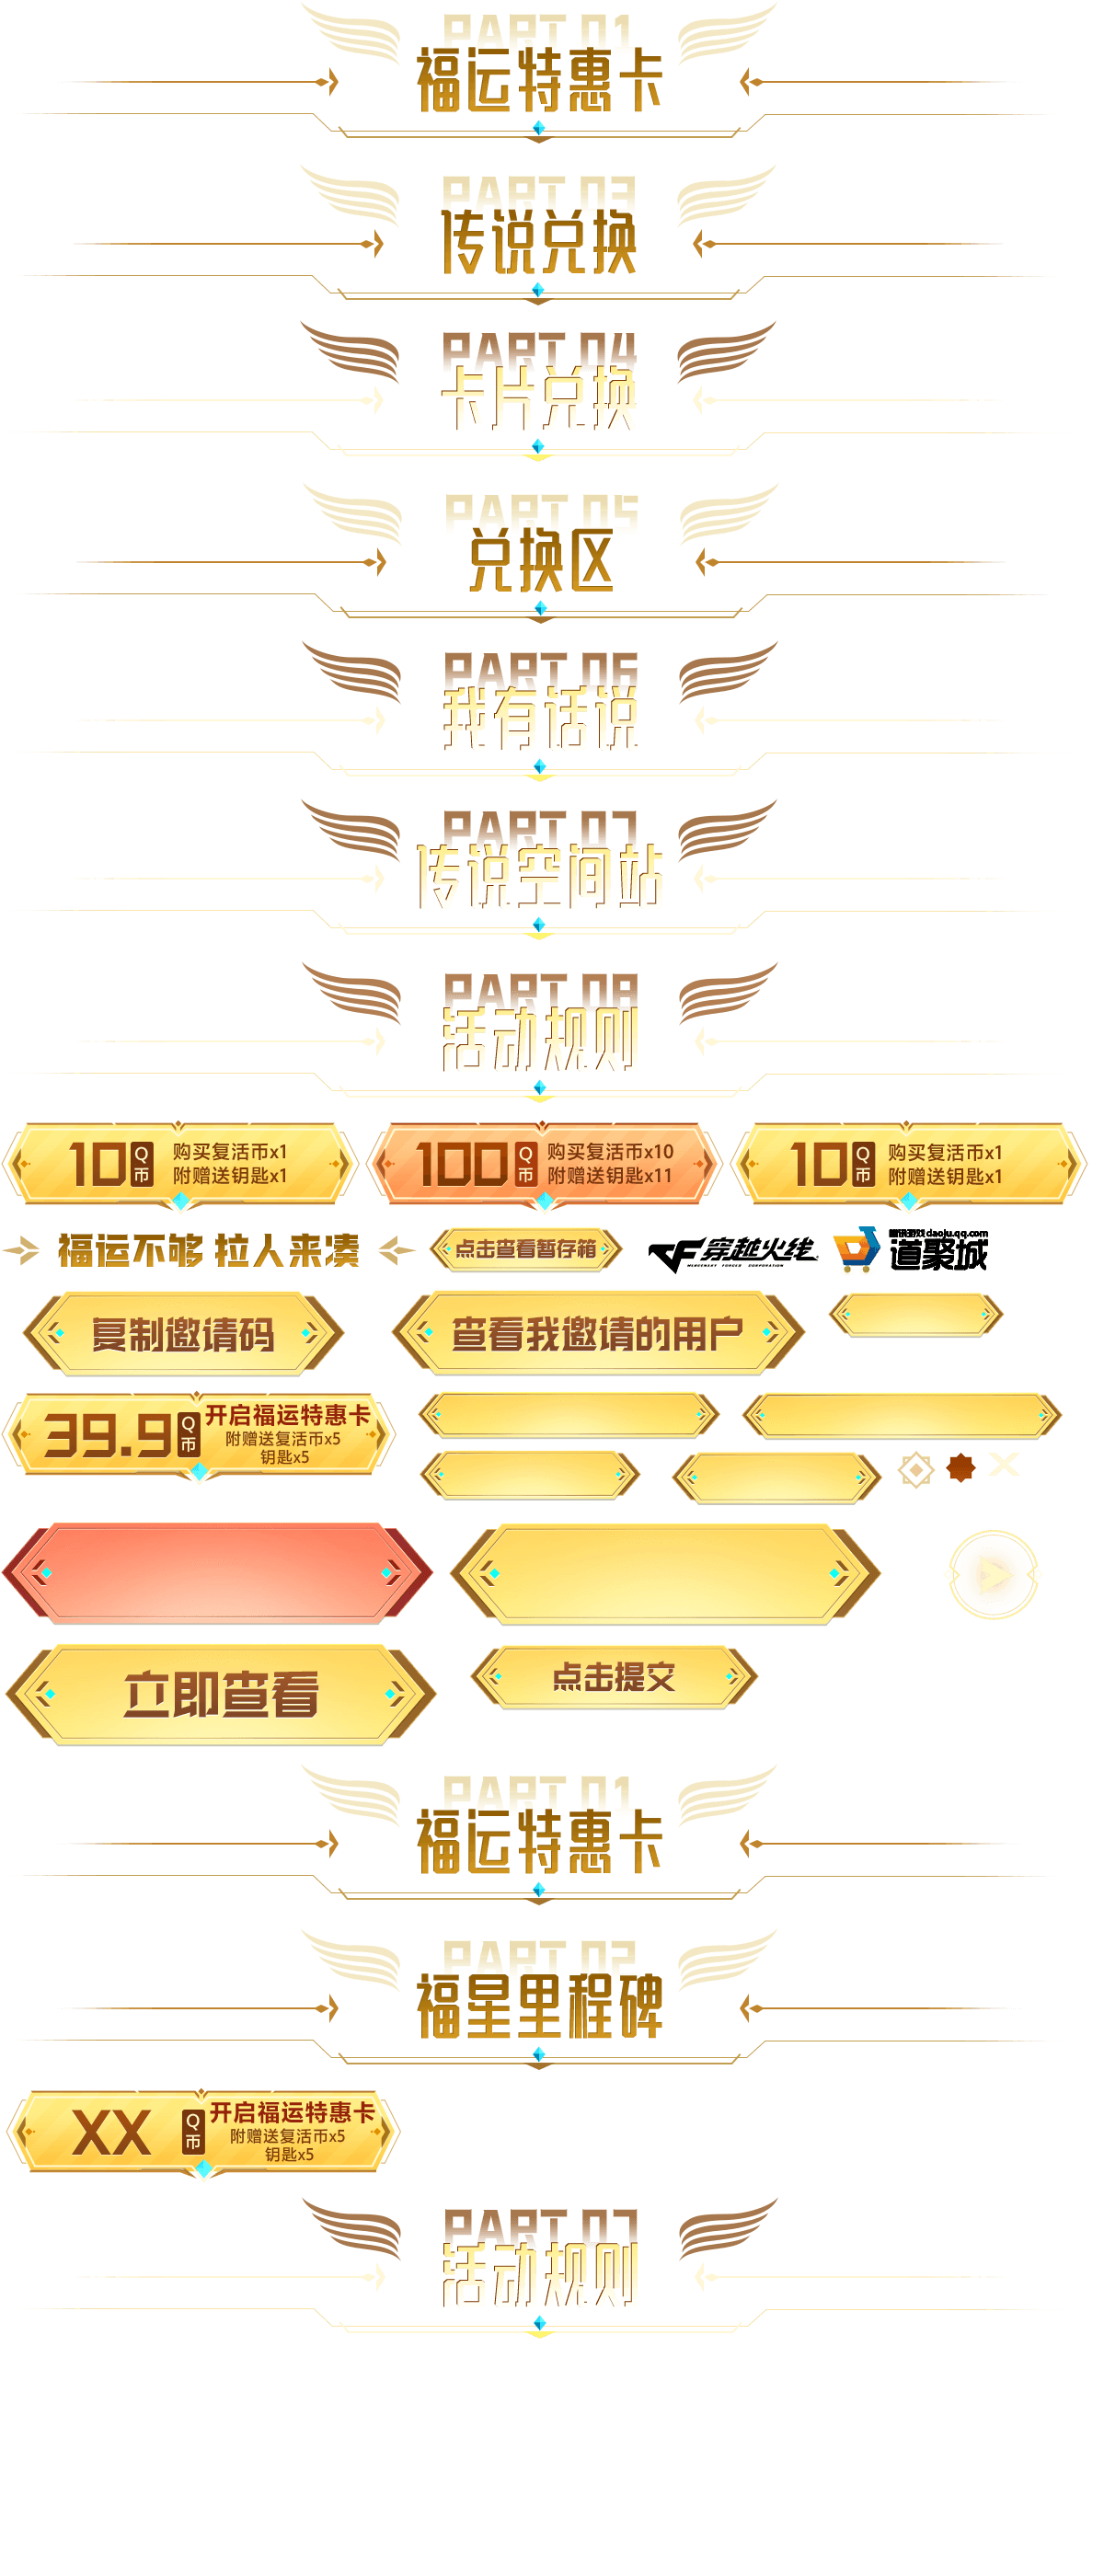 PART 01
福运特惠卡
PART 03
传说兑换
PART 04
卡片兑换
PART 05
兑换区
PART 06
我有话说
PART 07
传说空间站
PART 08
活动规则
10 Q币 购买复活币x1
附赠送钥匙x1
100 Q币 购买复活币x10
附赠送钥匙x11
10 Q币 购买复活币x1
附赠送钥匙x1
福运不够 拉人来凑
点击查看暂存箱
CF 穿越火线
MERCENARY FORCES CORPORATION
腾讯游戏 daoju.qq.com
道聚城
复制邀请码
查看我邀请的用户
39.9 Q币 开启福运特惠卡
附赠送复活币x5
钥匙x5
立即查看
点击提交
PART 01
福运特惠卡
PART 02
福星里程碑
XX Q币 开启福运特惠卡
附赠送复活币x5
钥匙x5
PART 07
活动规则